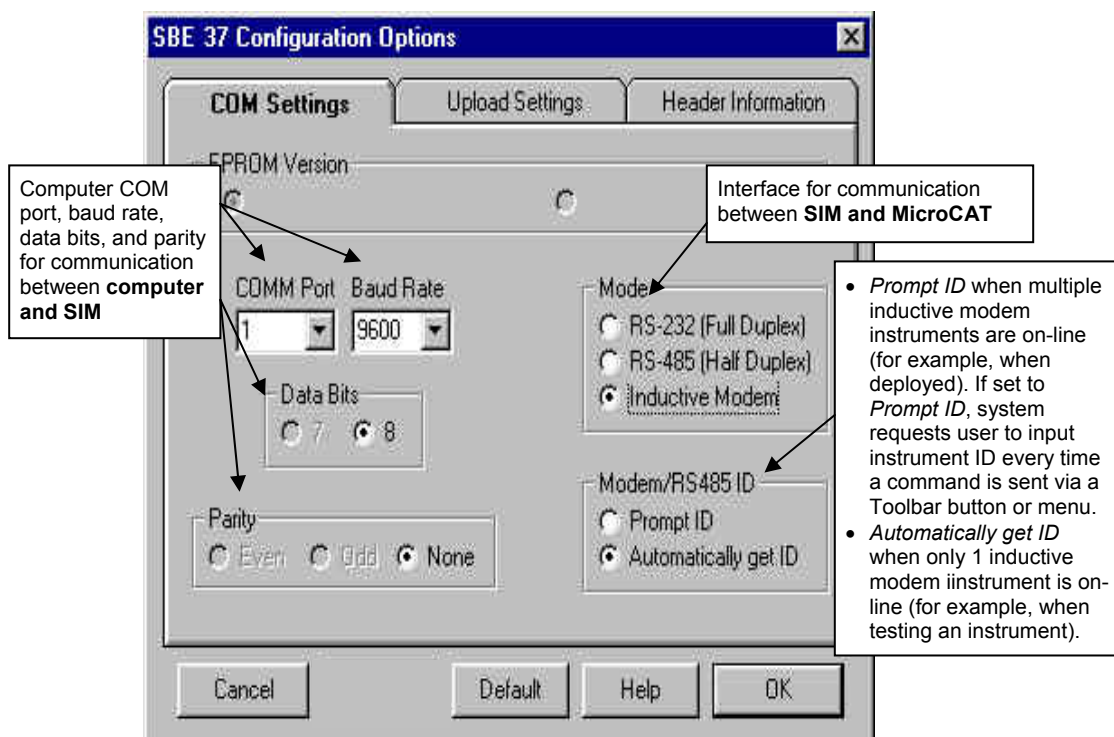 SBE 37 Configuration Options
COM Settings
Upload Settings
Header Information
EPROM Version
Computer COM
port, baud rate,
data bits, and parity
for communication
between computer
and SIM
Interface for communication
between SIM and MicroCAT
COMM Port
Baud Rate
1
9600
Data Bits
7
8
Parity
Even
Odd
None
Mode
RS-232 (Full Duplex)
RS-485 (Half Duplex)
Inductive Modem
Modem/RS485 ID
Prompt ID
Automatically get ID
• Prompt ID when multiple
inductive modem
instruments are on-line
(for example, when
deployed). If set to
Prompt ID, system
requests user to input
instrument ID every time
a command is sent via a
Toolbar button or menu.
• Automatically get ID
when only 1 inductive
modem iinstrument is on-
line (for example, when
testing an instrument).
Cancel
Default
Help
OK